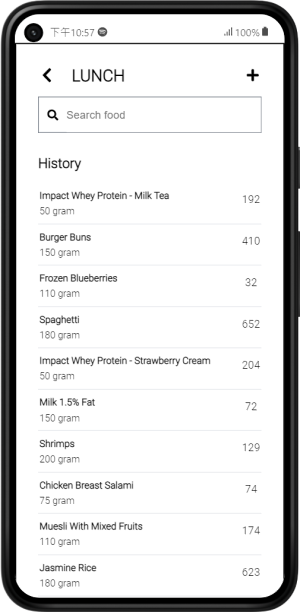 下午10:57
100%
LUNCH
Search food
History
Impact Whey Protein - Milk Tea
192
50 gram
Burger Buns
410
150 gram
Frozen Blueberries
32
110 gram
Spaghetti
652
180 gram
Impact Whey Protein - Strawberry Cream
204
50 gram
Milk 1.5% Fat
72
150 gram
Shrimps
129
200 gram
Chicken Breast Salami
74
75 gram
Muesli With Mixed Fruits
174
110 gram
Jasmine Rice
623
180 gram